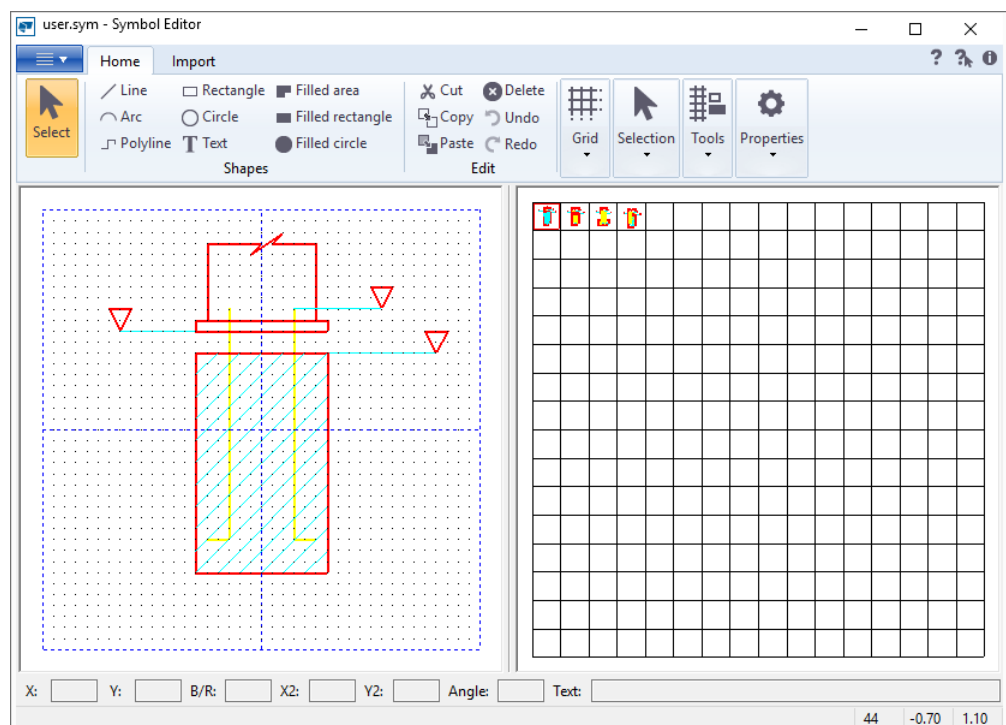 user.sym - Symbol Editor
Home Import
Line Rectangle Filled area Cut Delete
Select Arc Circle Filled rectangle Copy Undo Grid Selection Tools Properties
Polyline Text Filled circle Paste Redo
Shapes Edit
X: Y: B/R: X2: Y2: Angle: Text:
44 -0.70 1.10